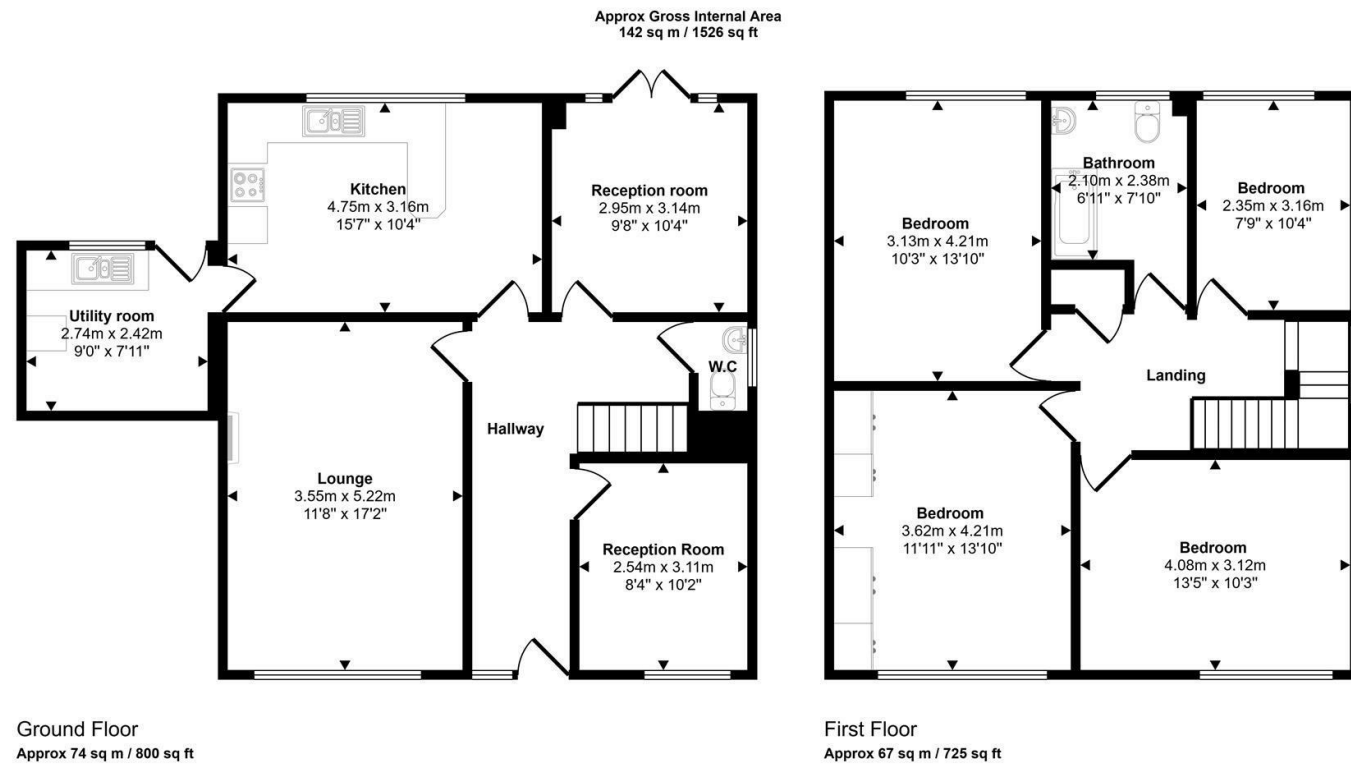 Approx Gross Internal Area
142 sq m / 1526 sq ft
Kitchen
4.75m x 3.16m
15'7" x 10'4"
Reception room
2.95m x 3.14m
9'8" x 10'4"
Utility room
2.74m x 2.42m
9'0" x 7'11"
W.C
Hallway
Lounge
3.55m x 5.22m
11'8" x 17'2"
Reception Room
2.54m x 3.11m
8'4" x 10'2"
Ground Floor
Approx 74 sq m / 800 sq ft
Bedroom
3.13m x 4.21m
10'3" x 13'10"
Bathroom
2.10m x 2.38m
6'11" x 7'10"
Bedroom
2.35m x 3.16m
7'9" x 10'4"
Landing
Bedroom
3.62m x 4.21m
11'11" x 13'10"
Bedroom
4.08m x 3.12m
13'5" x 10'3"
First Floor
Approx 67 sq m / 725 sq ft